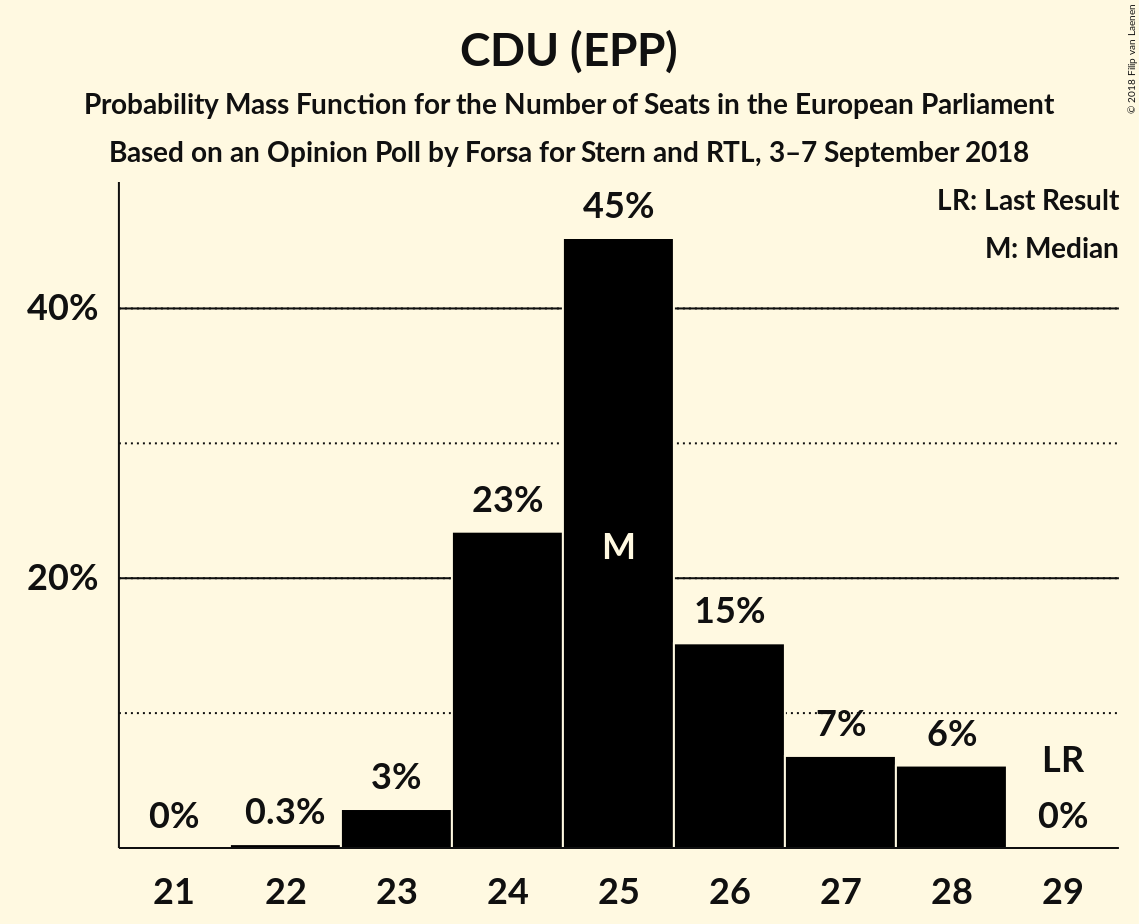 CDU (EPP)
Probability Mass Function for the Number of Seats in the European Parliament
Based on an Opinion Poll by Forsa for Stern and RTL, 3–7 September 2018
© 2018 Filip van Laenen
LR: Last Result
M: Median
45%
40%
23%
M
20%
15%
7%
6%
LR
3%
0.3%
0%
0%
21 22 23 24 25 26 27 28 29